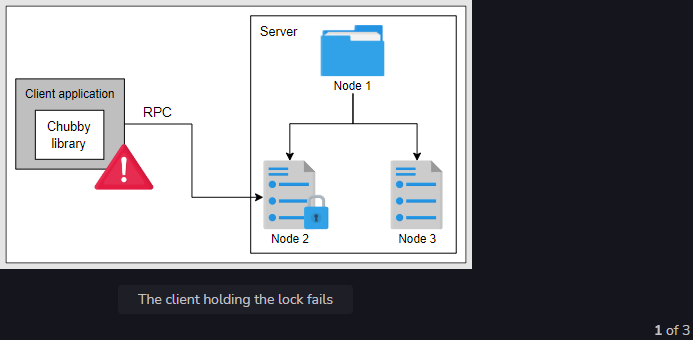 Server
Node 1
Client application
Chubby
library
RPC
Node 2
Node 3
The client holding the lock fails
1 of 3